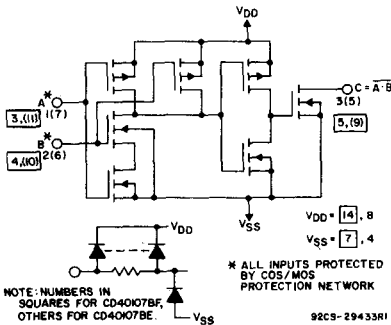 VDD
A*
3,(11)
1(7)
B*
4,(10)
2(6)
C = A·B
3(5)
5,(9)
VSS
VDD = 14, 8
VSS = 7, 4
VDD
VSS
* ALL INPUTS PROTECTED
BY COS/MOS
PROTECTION NETWORK
NOTE: NUMBERS IN
SQUARES FOR CD40107BF,
OTHERS FOR CD40107BE.
92CS-29433R1